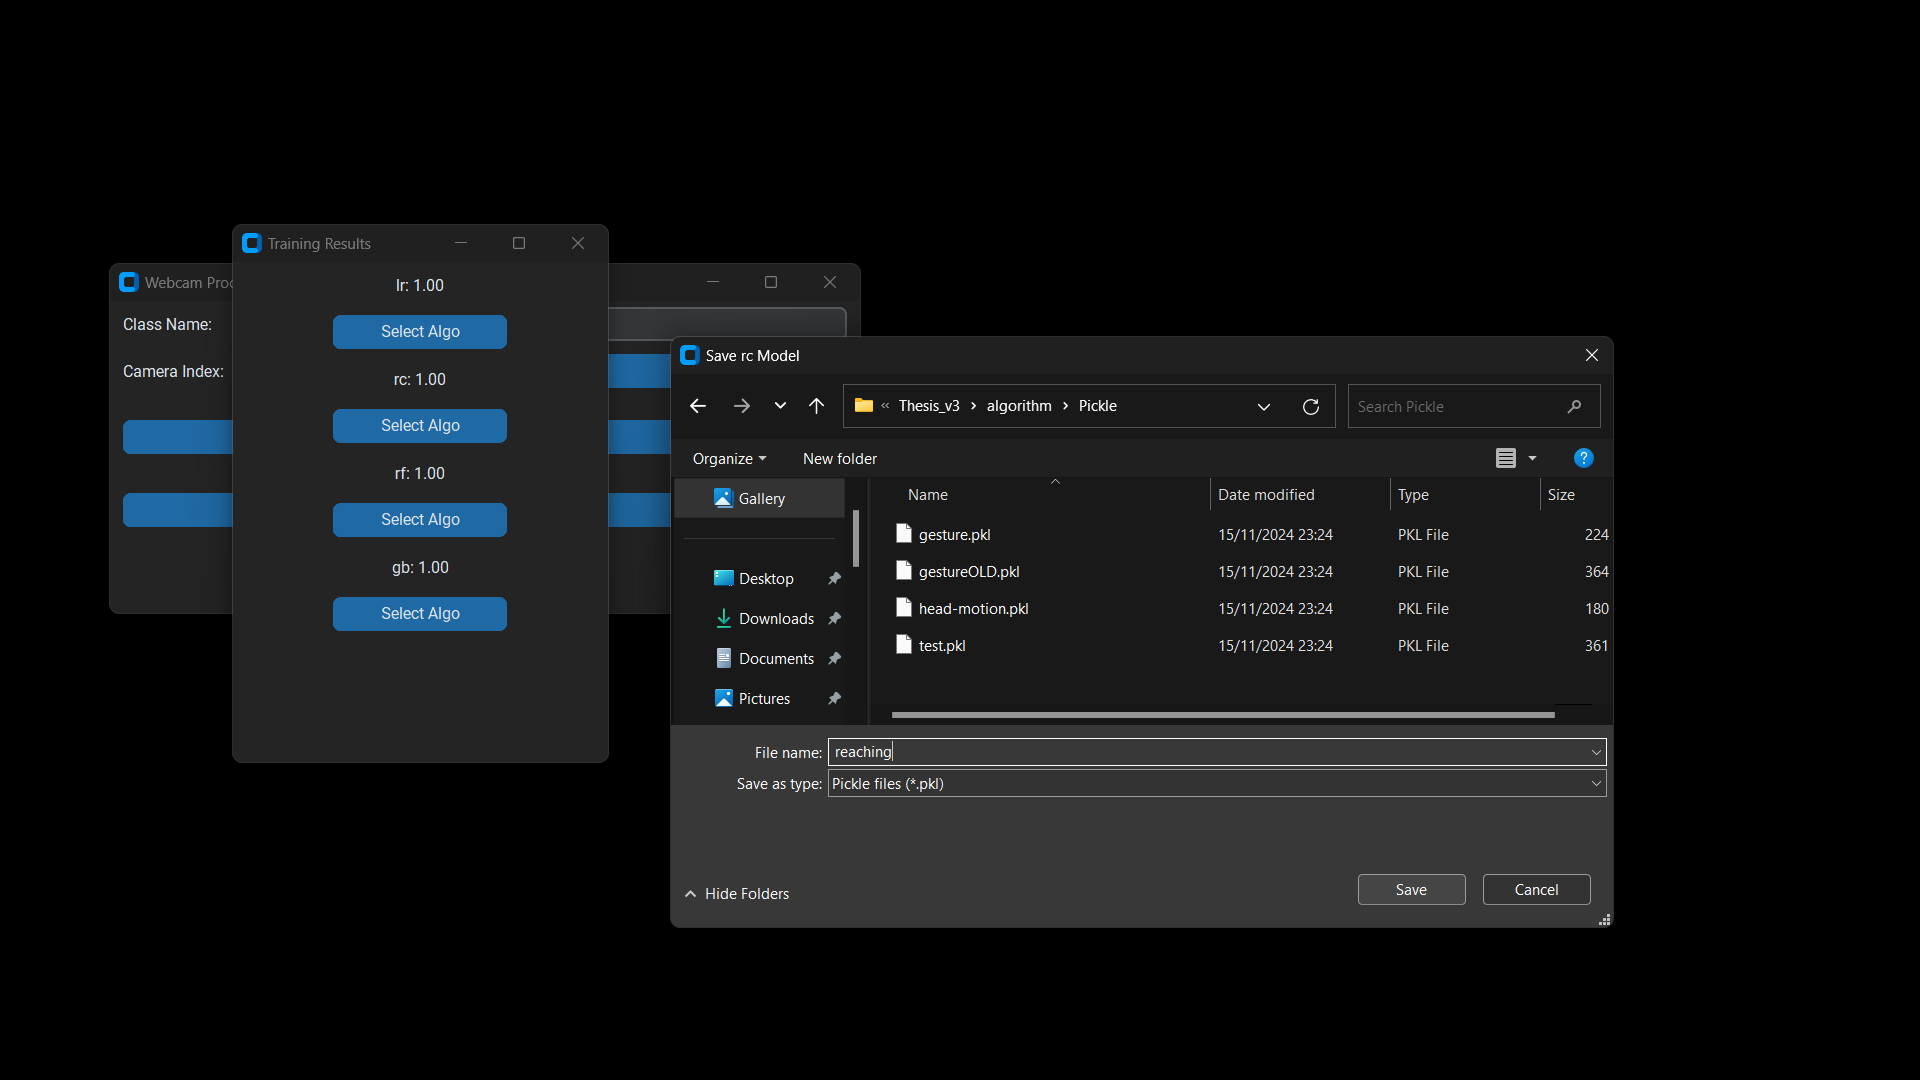 Training Results
lr: 1.00
Select Algo
rc: 1.00
Select Algo
rf: 1.00
Select Algo
gb: 1.00
Select Algo
Webcam Proc
Class Name:
Camera Index:
Save rc Model
« Thesis_v3 > algorithm > Pickle
Search Pickle
Organize
New folder
?
Gallery
Desktop
Downloads
Documents
Pictures
Name Date modified Type Size
gesture.pkl 15/11/2024 23:24 PKL File 224
gestureOLD.pkl 15/11/2024 23:24 PKL File 364
head-motion.pkl 15/11/2024 23:24 PKL File 180
test.pkl 15/11/2024 23:24 PKL File 361
File name: reaching
Save as type: Pickle files (*.pkl)
Hide Folders
Save
Cancel